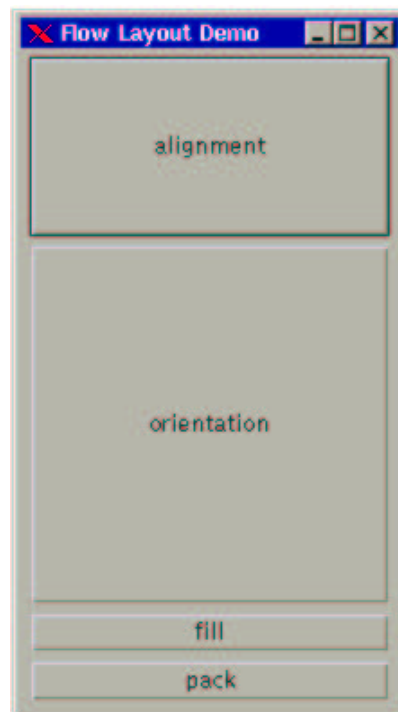 Flow Layout Demo
alignment
orientation
fill
pack